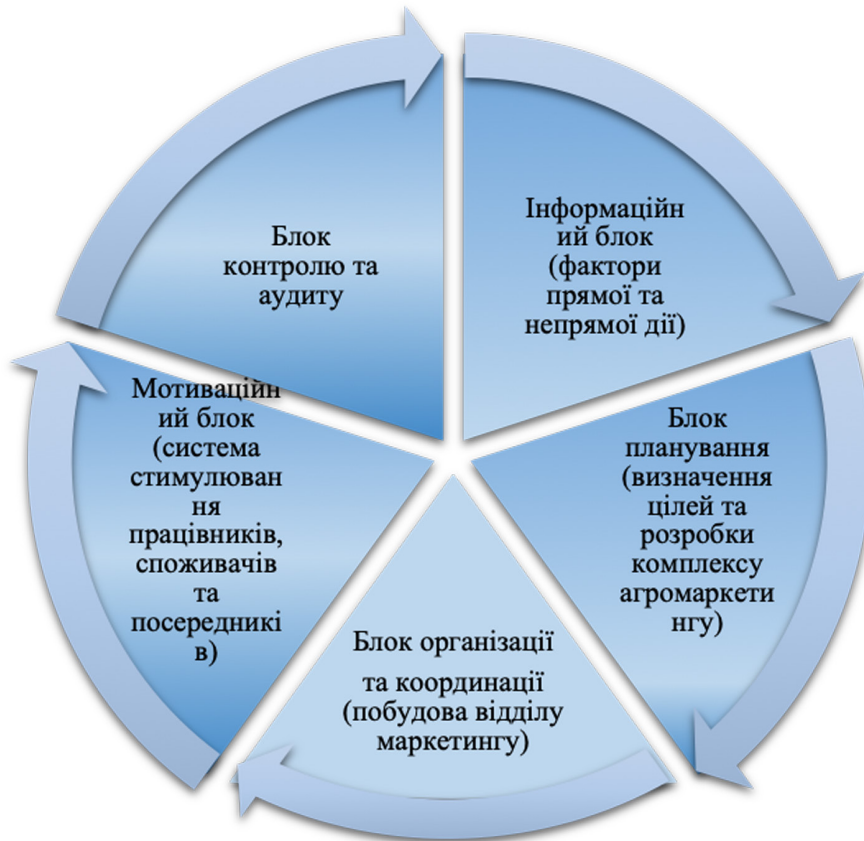 Блок
контролю та
аудиту
Інформаційн
ий блок
(фактори
прямої та
непрямої дії)
Блок
планування
(визначення
цілей та
розробки
комплексу
агромаркети
нгу)
Блок організації
та координації
(побудова відділу
маркетингу)
Мотиваційн
ий блок
(система
стимулюван
ня
працівників,
споживачів
та
посередникі
в)